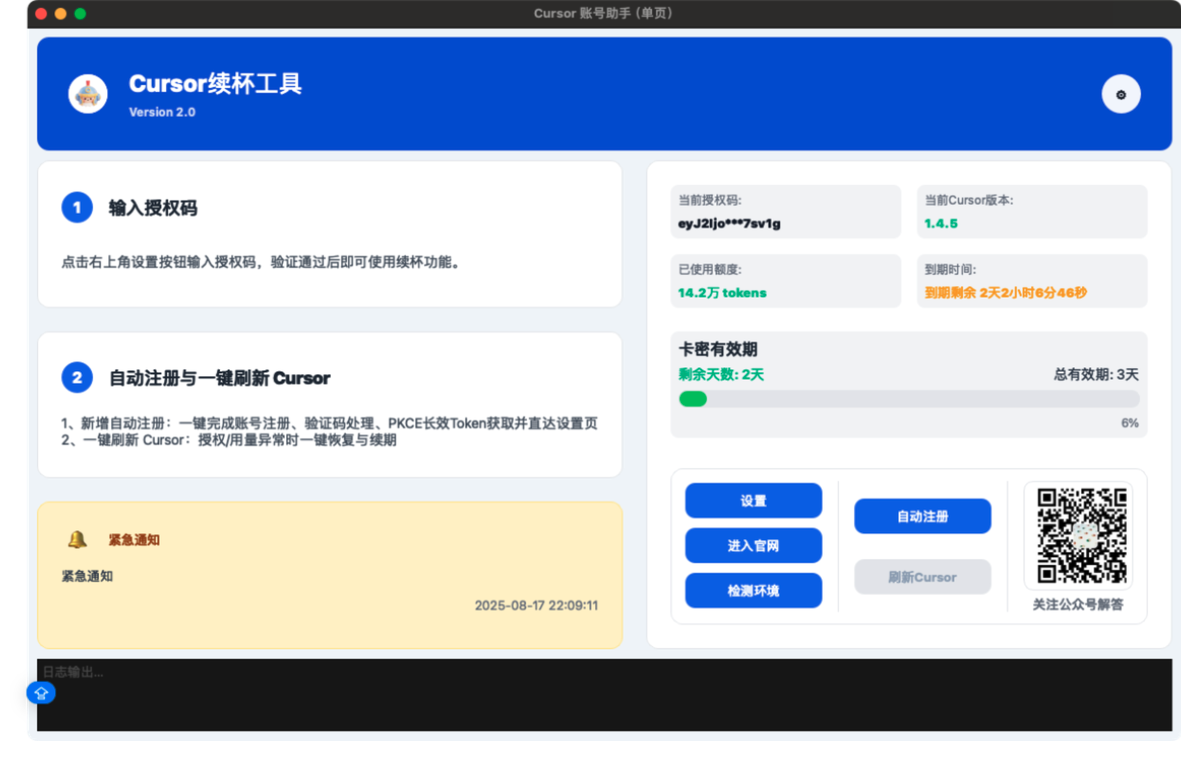 Cursor 账号助手 (单页)
Cursor续杯工具
Version 2.0
1 输入授权码
点击右上角设置按钮输入授权码，验证通过后即可使用续杯功能。
2 自动注册与一键刷新 Cursor
1、新增自动注册：一键完成账号注册、验证码处理、PKCE长效Token获取并直达设置页
2、一键刷新 Cursor：授权/用量异常时一键恢复与续期
紧急通知
紧急通知
2025-08-17 22:09:11
当前授权码:
eyJ2Ijo***7sv1g
当前Cursor版本:
1.4.5
已使用额度:
14.2万 tokens
到期时间:
到期剩余 2天2小时6分46秒
卡密有效期
剩余天数: 2天
总有效期: 3天
6%
设置
进入官网
检测环境
自动注册
刷新Cursor
关注公众号解答
日志输出...